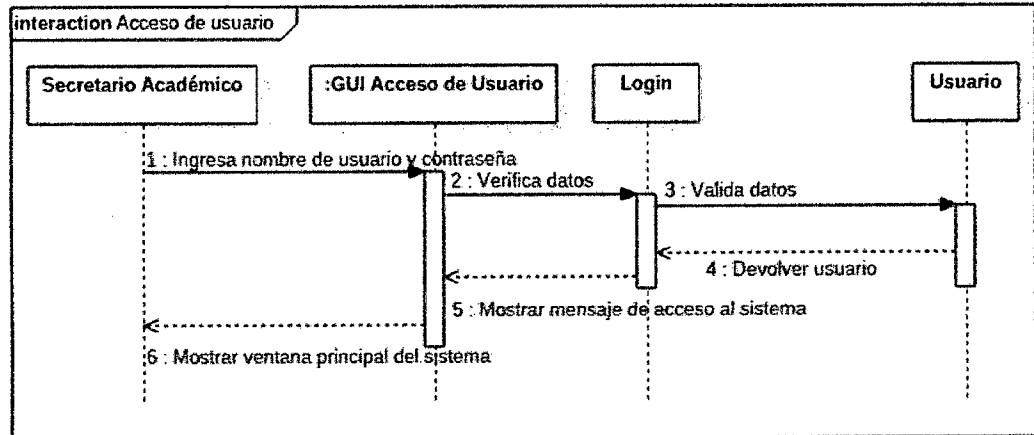 interaction Acceso de usuario
Secretario Académico
:GUI Acceso de Usuario
Login
Usuario
1 : Ingresa nombre de usuario y contraseña
2 : Verifica datos
3 : Valida datos
4 : Devolver usuario
5 : Mostrar mensaje de acceso al sistema
6 : Mostrar ventana principal del sistema